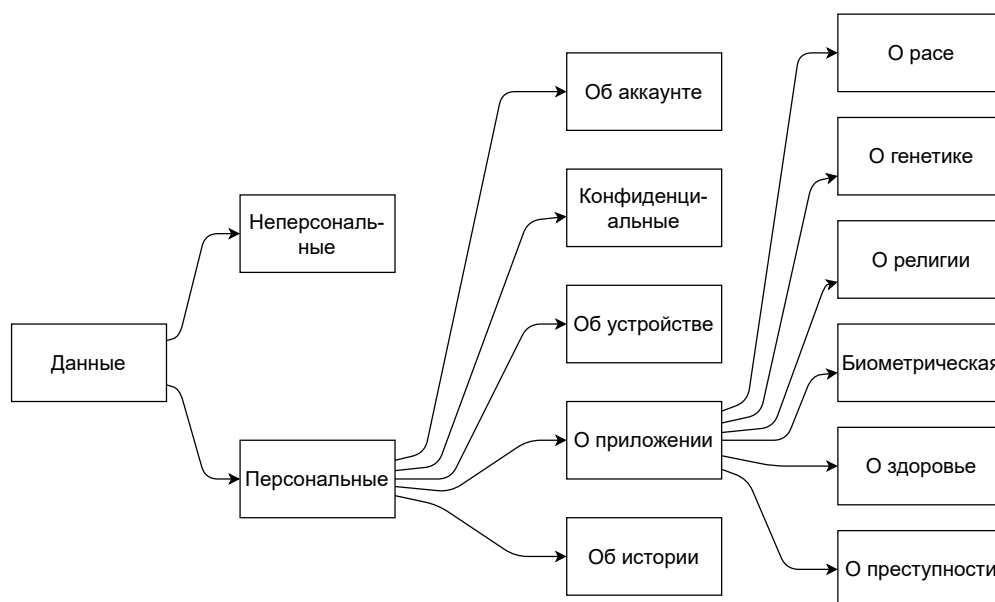 Данные
Неперсональ-
ные
Персональные
Об аккаунте
Конфиденци-
альные
Об устройстве
О приложении
Об истории
О расе
О генетике
О религии
Биометрическая
О здоровье
О преступности